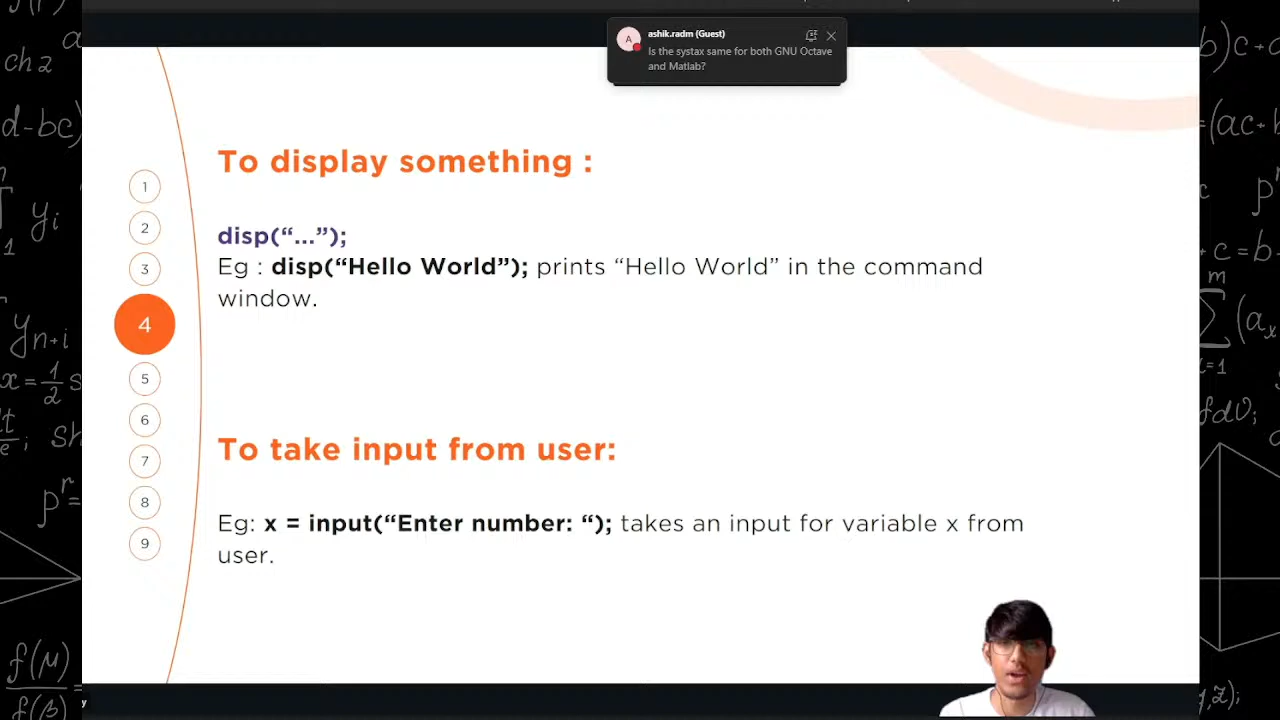 A
ashik.radm (Guest)
Is the systax same for both GNU Octave
and Matlab?
To display something :
disp(“...”);
Eg : disp(“Hello World”); prints “Hello World” in the command
window.
To take input from user:
Eg: x = input(“Enter number: “); takes an input for variable x from
user.
1
2
3
4
5
6
7
8
9
ch2
d-bc)
y